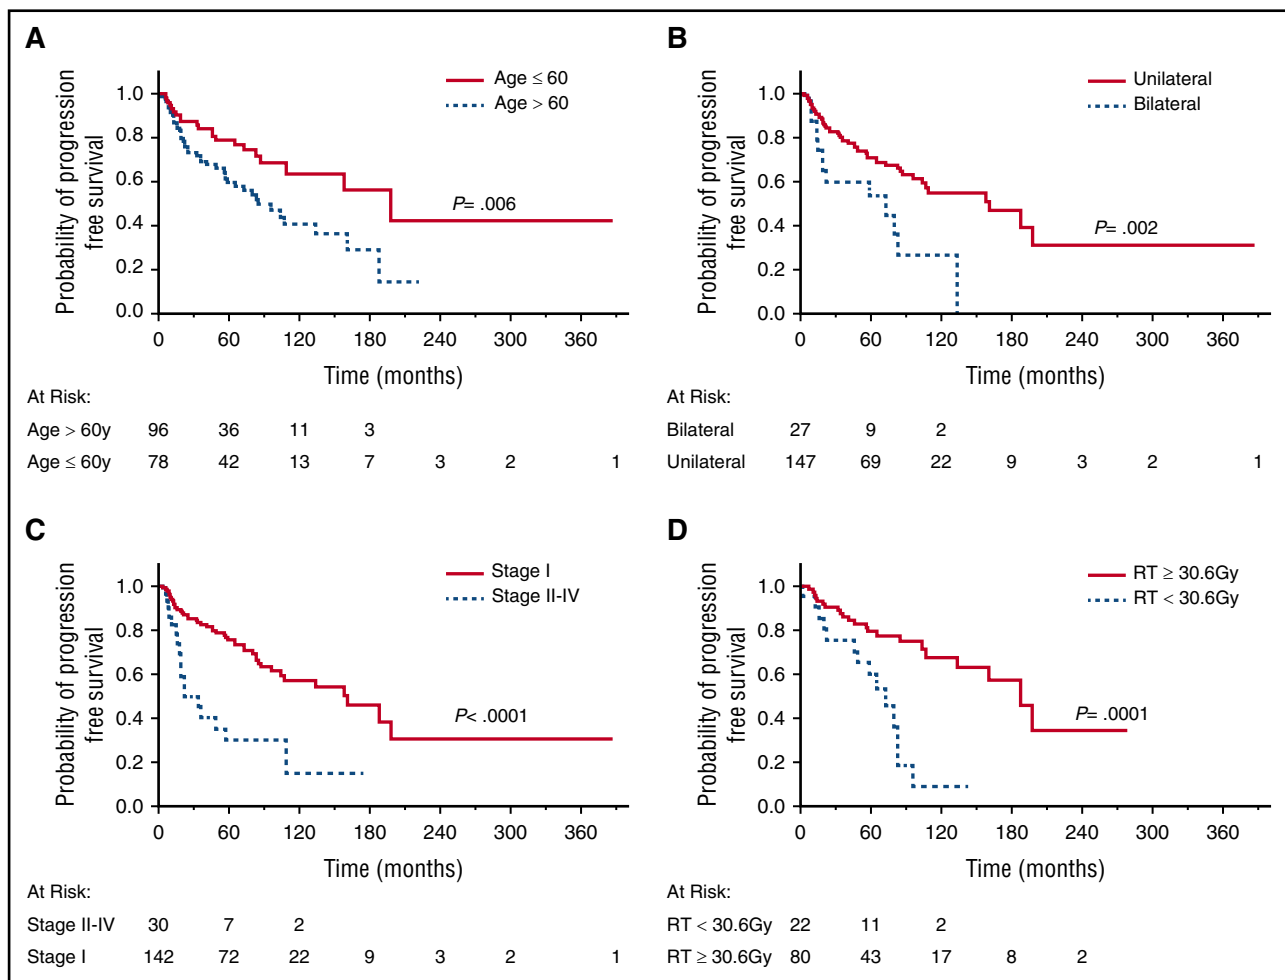 A
Age ≤ 60
Age > 60
Probability of progression
free survival
1.0
0.8
0.6
0.4
0.2
0.0
P= .006
0 60 120 180 240 300 360
Time (months)
At Risk:
Age > 60y 96 36 11 3
Age ≤ 60y 78 42 13 7 3 2 1
B
Unilateral
Bilateral
Probability of progression
free survival
1.0
0.8
0.6
0.4
0.2
0.0
P= .002
0 60 120 180 240 300 360
Time (months)
At Risk:
Bilateral 27 9 2
Unilateral 147 69 22 9 3 2 1
C
Stage I
Stage II-IV
Probability of progression
free survival
1.0
0.8
0.6
0.4
0.2
0.0
P< .0001
0 60 120 180 240 300 360
Time (months)
At Risk:
Stage II-IV 30 7 2
Stage I 142 72 22 9 3 2 1
D
RT ≥ 30.6Gy
RT < 30.6Gy
Probability of progression
free survival
1.0
0.8
0.6
0.4
0.2
0.0
P= .0001
0 60 120 180 240 300 360
Time (months)
At Risk:
RT < 30.6Gy 22 11 2
RT ≥ 30.6Gy 80 43 17 8 2